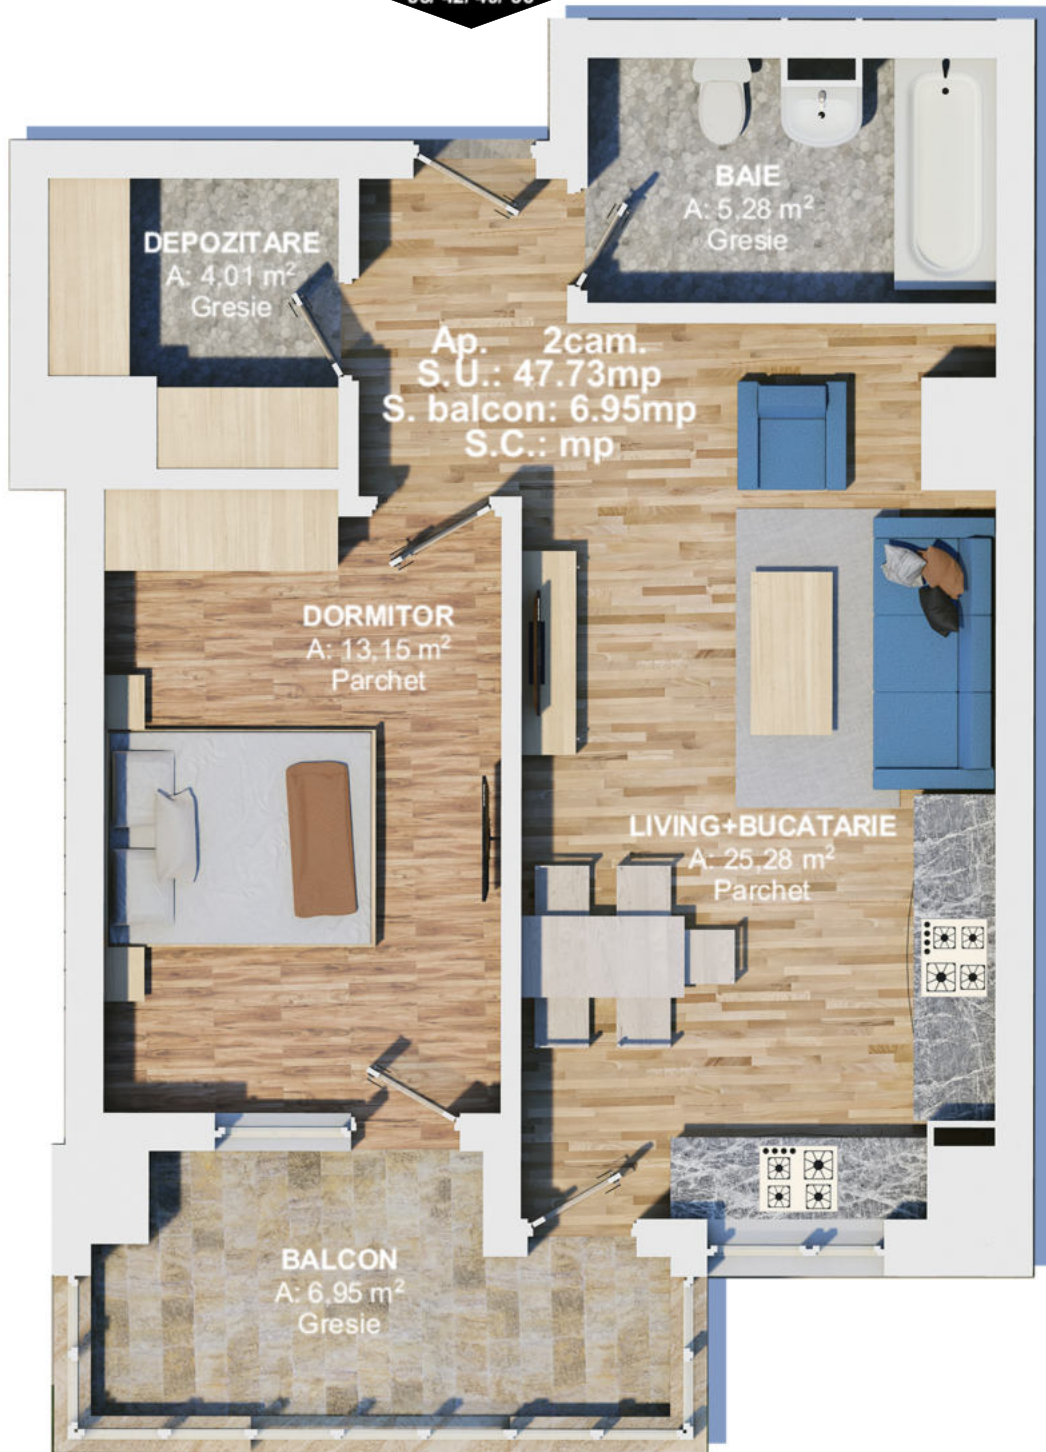 BAIE
A: 5,28 m²
Gresie
DEPOZITARE
A: 4,01 m²
Gresie
Ap. 2cam.
S.U.: 47.73mp
S. balcon: 6.95mp
S.C.: mp
DORMITOR
A: 13,15 m²
Parchet
LIVING+BUCATARIE
A: 25,28 m²
Parchet
BALCON
A: 6,95 m²
Gresie